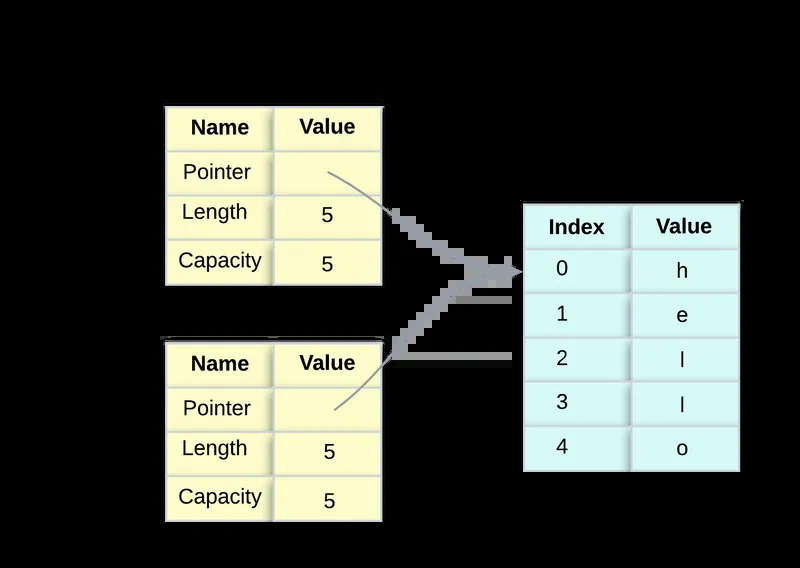 Name Value
Pointer
Length 5
Capacity 5
Name Value
Pointer
Length 5
Capacity 5
Index Value
0 h
1 e
2 l
3 l
4 o